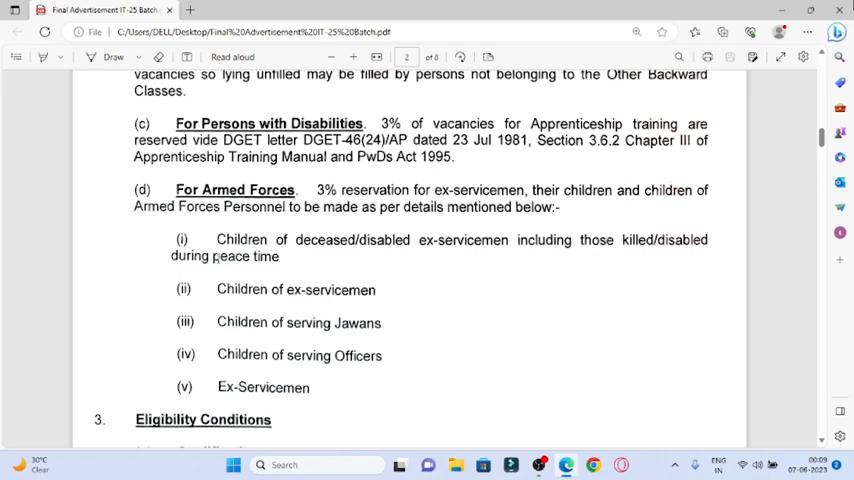 Final Advertisement IT-25 Batch.
File
C:/Users/DELL/Desktop/Final%20Advertisement%20IT-25%20Batch.pdf
Draw
Read aloud
2
of 8
vacancies so lying unfilled may be filled by persons not belonging to the Other Backward
Classes.
(c) For Persons with Disabilities. 3% of vacancies for Apprenticeship training are
reserved vide DGET letter DGET-46(24)/AP dated 23 Jul 1981, Section 3.6.2 Chapter III of
Apprenticeship Training Manual and PwDs Act 1995.
(d) For Armed Forces. 3% reservation for ex-servicemen, their children and children of
Armed Forces Personnel to be made as per details mentioned below:-
(i) Children of deceased/disabled ex-servicemen including those killed/disabled
during peace time
(ii) Children of ex-servicemen
(iii) Children of serving Jawans
(iv) Children of serving Officers
(v) Ex-Servicemen
3. Eligibility Conditions
30°C
Clear
Search
ENG
IN
00:09
07-06-2023